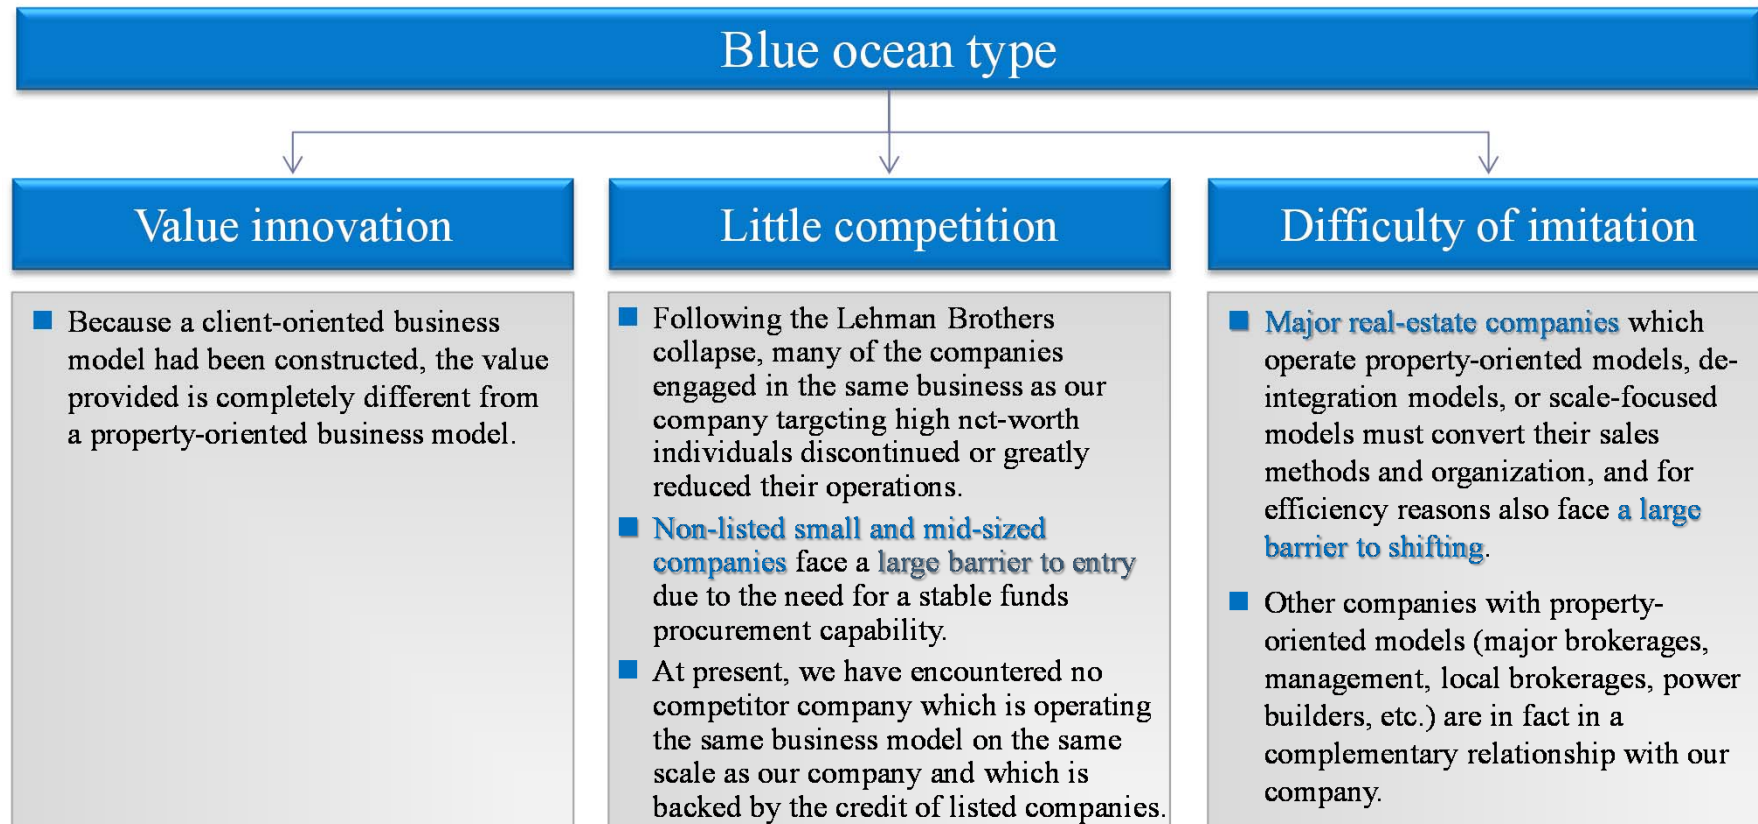 Blue ocean type
Value innovation
■ Because a client-oriented business
model had been constructed, the value
provided is completely different from
a property-oriented business model.
Little competition
■ Following the Lehman Brothers
collapse, many of the companies
engaged in the same business as our
company targeting high net-worth
individuals discontinued or greatly
reduced their operations.
■ Non-listed small and mid-sized
companies face a large barrier to entry
due to the need for a stable funds
procurement capability.
■ At present, we have encountered no
competitor company which is operating
the same business model on the same
scale as our company and which is
backed by the credit of listed companies.
Difficulty of imitation
■ Major real-estate companies which
operate property-oriented models, de-
integration models, or scale-focused
models must convert their sales
methods and organization, and for
efficiency reasons also face a large
barrier to shifting.
■ Other companies with property-
oriented models (major brokerages,
management, local brokerages, power
builders, etc.) are in fact in a
complementary relationship with our
company.